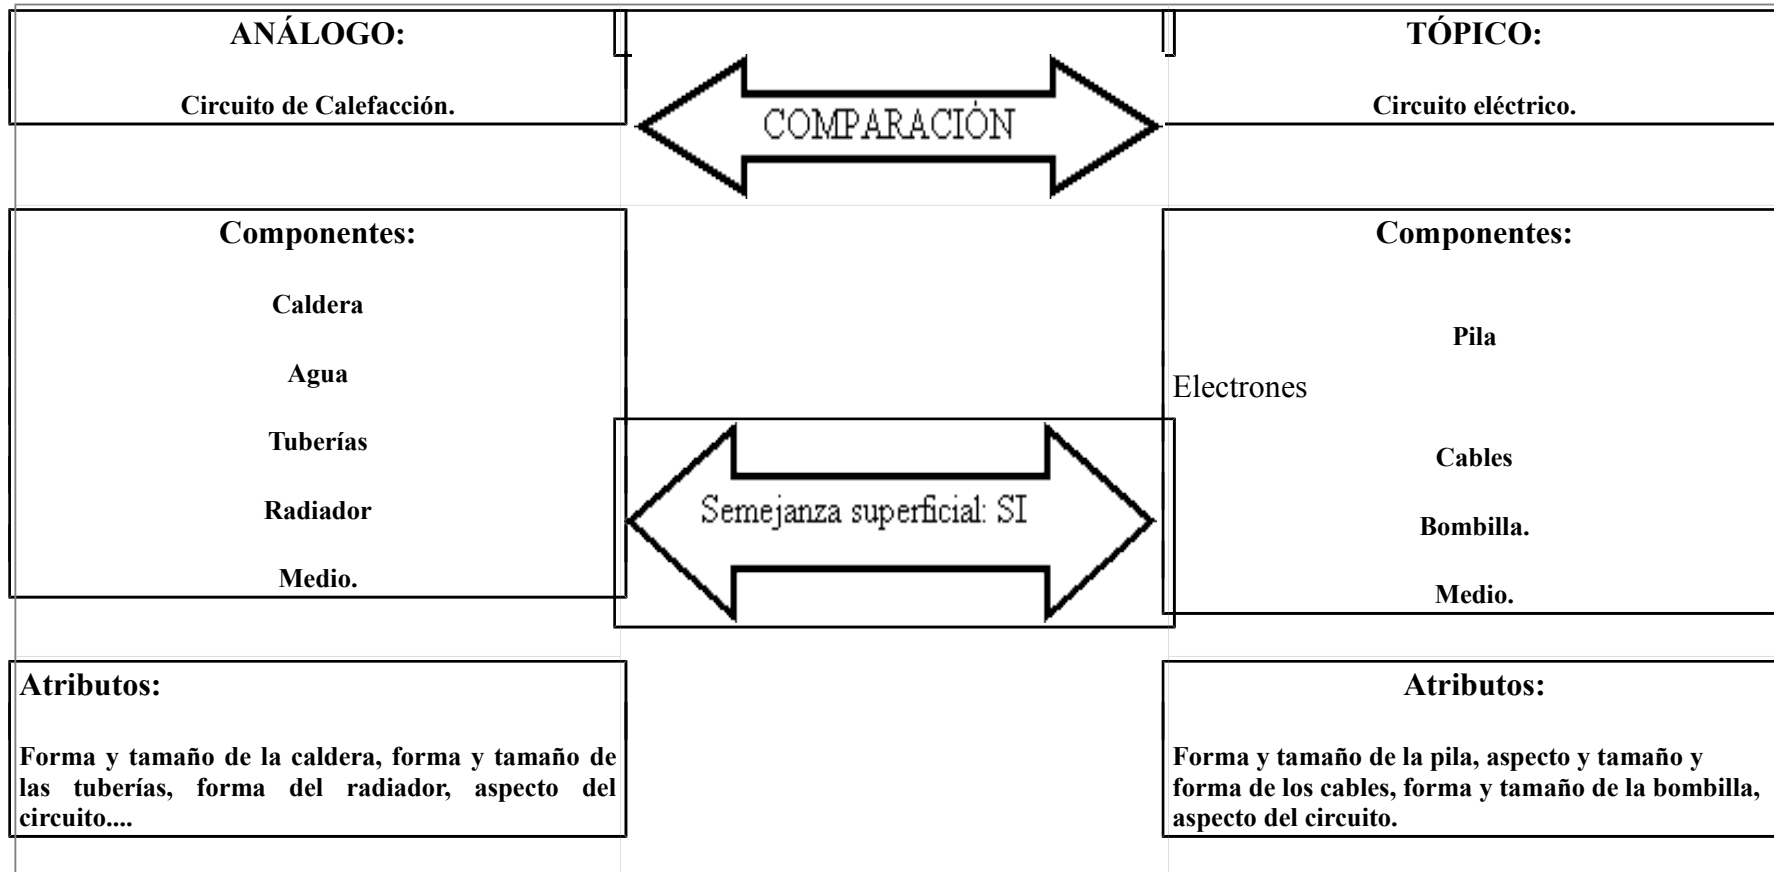 ANÁLOGO:
Circuito de Calefacción.
COMPARACIÓN
TÓPICO:
Circuito eléctrico.
Componentes:
Caldera
Agua
Tuberías
Radiador
Medio.
Semejanza superficial: SI
Componentes:
Pila
Electrones
Cables
Bombilla.
Medio.
Atributos:
Forma y tamaño de la caldera, forma y tamaño de
las tuberías, forma del radiador, aspecto del
circuito....
Atributos:
Forma y tamaño de la pila, aspecto y tamaño y
forma de los cables, forma y tamaño de la bombilla,
aspecto del circuito.